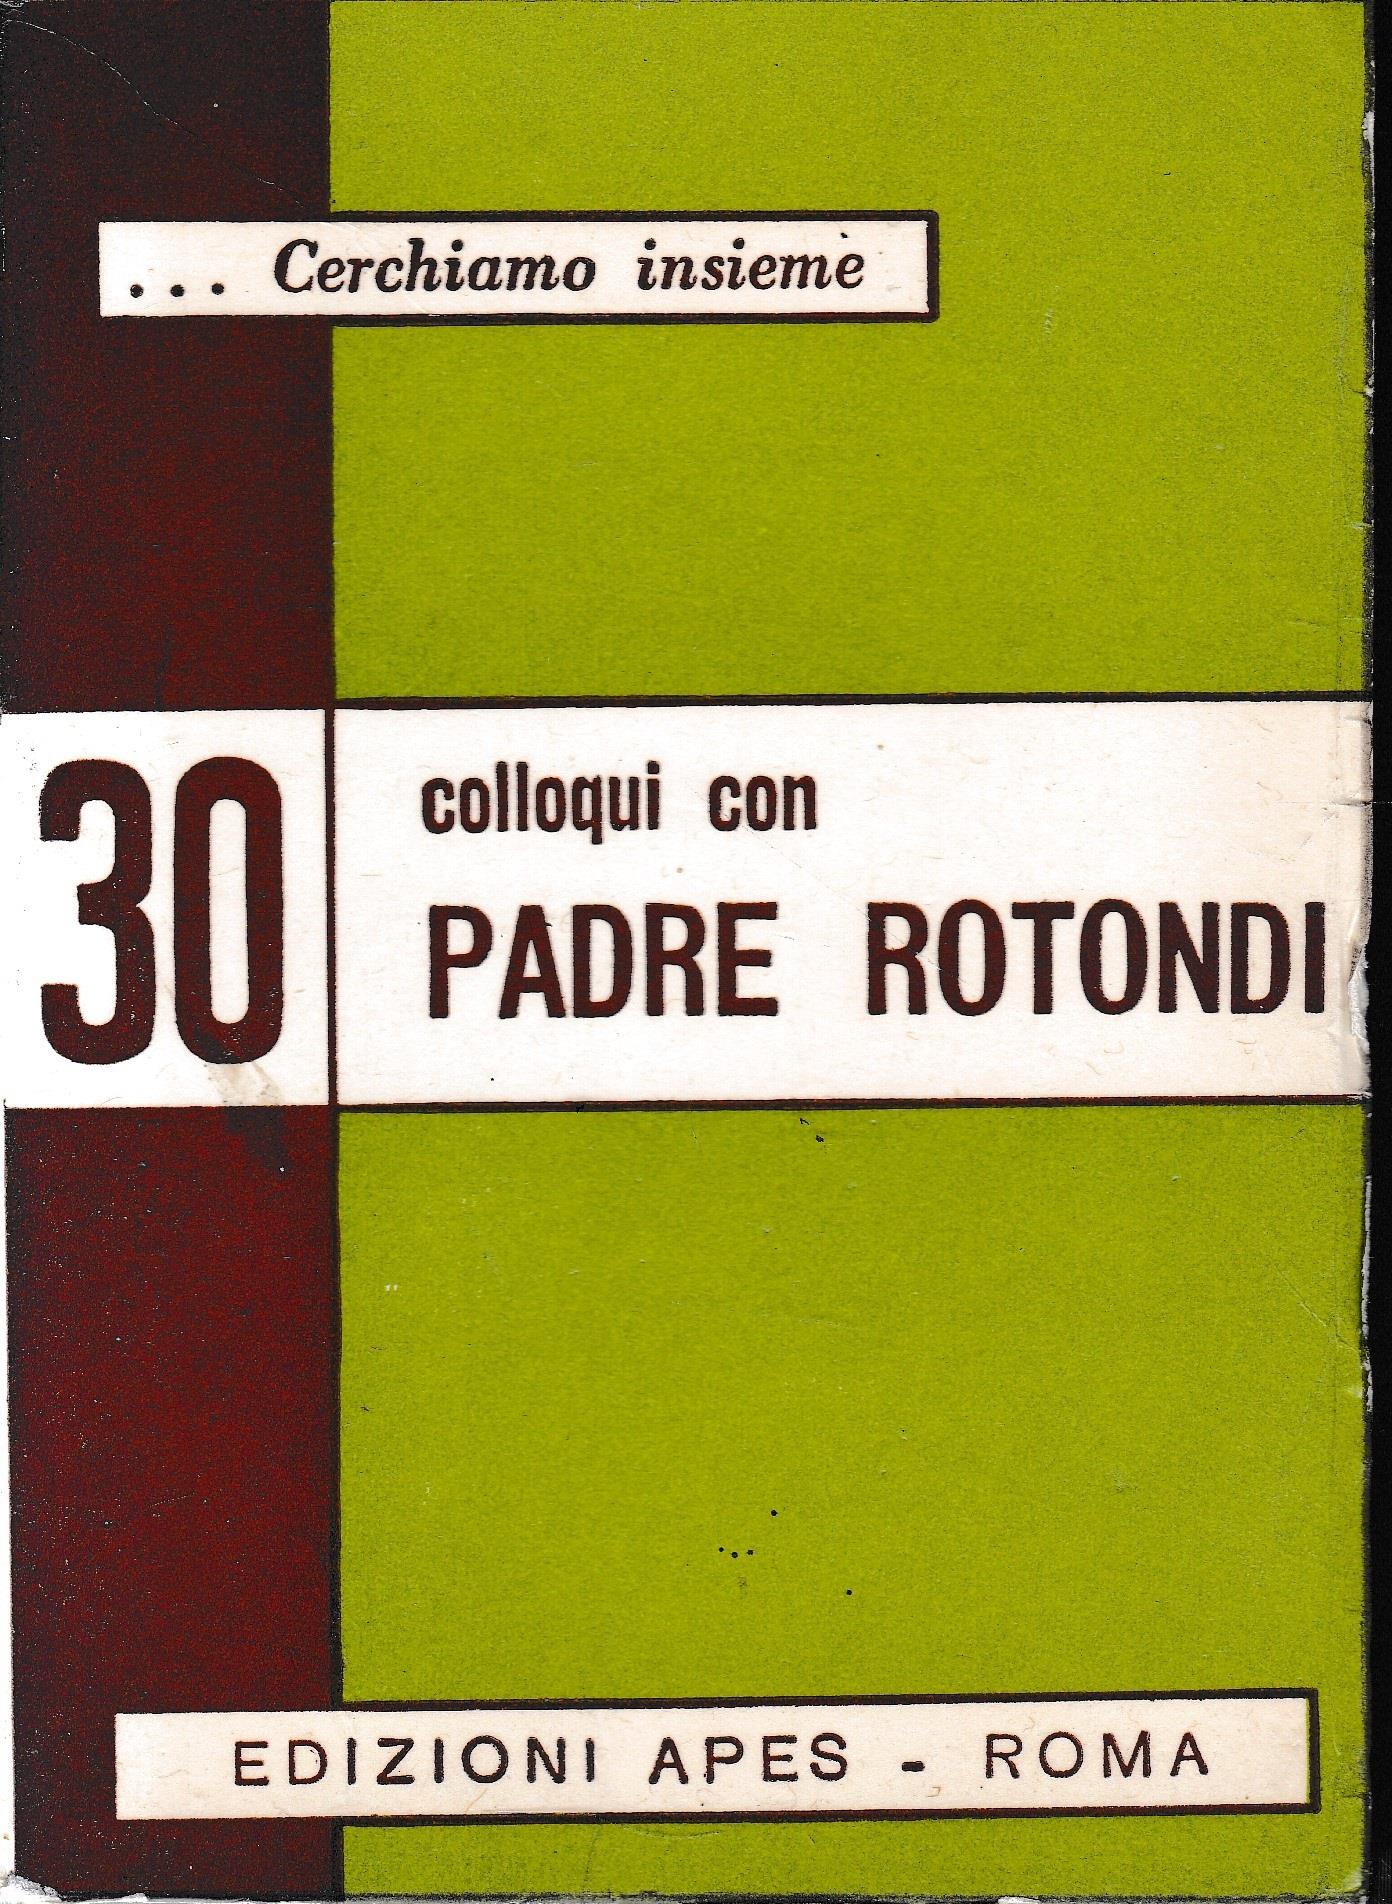 ... Cerchiamo insieme
30
colloqui con
PADRE ROTONDI
EDIZIONI APES - ROMA